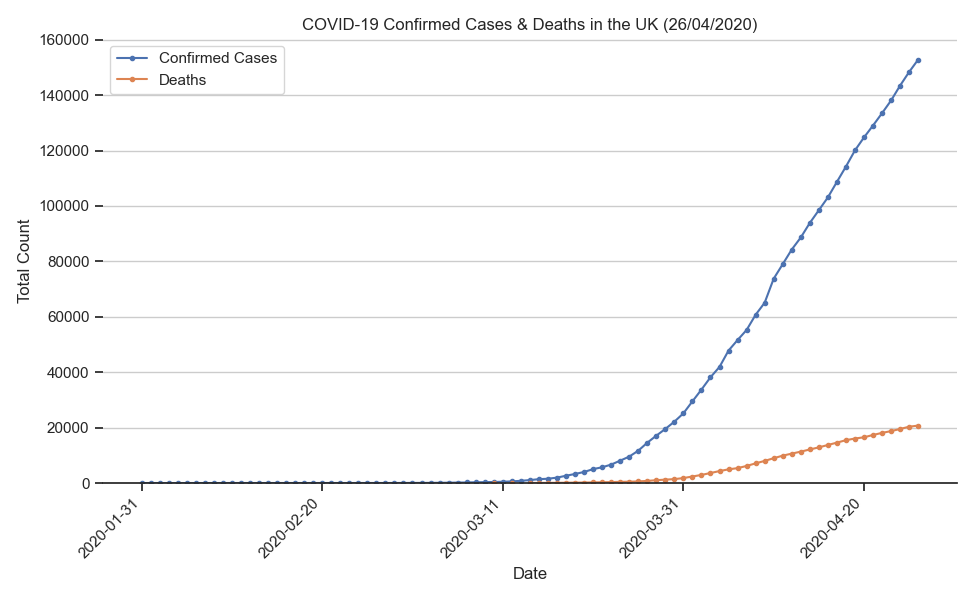 COVID-19 Confirmed Cases & Deaths in the UK (26/04/2020)
160000
Confirmed Cases
Deaths
140000
120000
100000
80000
60000
40000
20000
0
Total Count
2020-01-31
2020-02-20
2020-03-11
2020-03-31
2020-04-20
Date